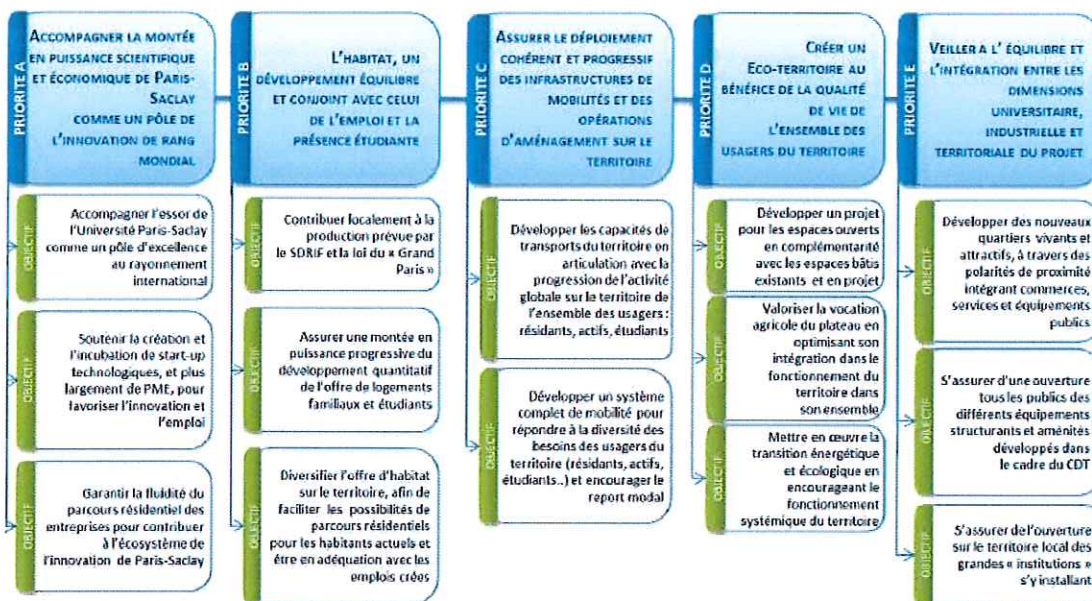 PRIORITE A
ACCOMPAGNER LA MONTÉE
EN PUISSANCE SCIENTIFIQUE
ET ÉCONOMIQUE DE PARIS-
SACLAY
COMME UN PÔLE DE
L'INNOVATION DE RANG
MONDIAL
OBJECTIF
Accompagner l'essor de
l'Université Paris-Saclay
comme un pôle d'excellence
au rayonnement
international
OBJECTIF
Soutenir la création et
l'incubation de start-up
technologiques, et plus
largement de PME, pour
favoriser l'innovation et
l'emploi
OBJECTIF
Garantir la fluidité du
parcours résidentiel des
entreprises pour contribuer
à l'écosystème de
l'innovation de Paris-Saclay
PRIORITE B
L'HABITAT, UN
DÉVELOPPEMENT ÉQUILIBRE
ET CONJOINT AVEC CELUI
DE L'EMPLOI ET LA
PRÉSENCE ÉTUDIANTE
OBJECTIF
Contribuer localement à la
production prévue par
le SDRIF et la loi du « Grand
Paris »
OBJECTIF
Assurer une montée en
puissance progressive du
développement quantitatif
de l'offre de logements
familiaux et étudiants
OBJECTIF
Diversifier l'offre d'habitat
sur le territoire, afin de
faciliter les possibilités de
parcours résidentiels
pour les habitants actuels et
être en adéquation avec les
emplois crées
PRIORITE C
ASSURER LE DÉPLOIEMENT
COHÉRENT ET PROGRESSIF
DES INFRASTRUCTURES DE
MOBILITÉS ET DES
OPÉRATIONS
D'AMÉNAGEMENT SUR LE
TERRITOIRE
OBJECTIF
Développer les capacités de
transports du territoire en
articulation avec la
progression de l'activité
globale sur le territoire de
l'ensemble des usagers :
résidants, actifs, étudiants
OBJECTIF
Développer un système
complet de mobilité pour
répondre à la diversité des
besoins des usagers du
territoire (résidants, actifs,
étudiants..) et encourager le
report modal
PRIORITE D
CRÉER UN
ECO-TERRITOIRE AU
BÉNÉFICE DE LA QUALITÉ
DE VIE DE
L'ENSEMBLE DES
USAGERS DU TERRITOIRE
OBJECTIF
Développer un projet
pour les espaces ouverts
en complémentarité
avec les espaces bâtis
existants et en projet
OBJECTIF
Valoriser la vocation
agricole du plateau en
optimisant son
intégration dans le
fonctionnement du
territoire dans
son ensemble
OBJECTIF
Mettre en œuvre la
transition énergétique
et écologique en
encourageant le
fonctionnement
systémique du territoire
PRIORITE E
VEILLER A L' ÉQUILIBRE ET
L'INTÉGRATION ENTRE LES
DIMENSIONS
UNIVERSITAIRE,
INDUSTRIELLE ET
TERRITORIALE DU PROJET
OBJECTIF
Développer des nouveaux
quartiers vivants et
attractifs, à travers des
polarités de proximité
intégrant commerces,
services et équipements
publics
OBJECTIF
S'assurer d'une ouverture
tous les publics des
différents équipements
structurants et aménités
développés dans
le cadre du CDT
OBJECTIF
S'assurer de l'ouverture
sur le territoire local des
grandes « institutions »
s'y installant